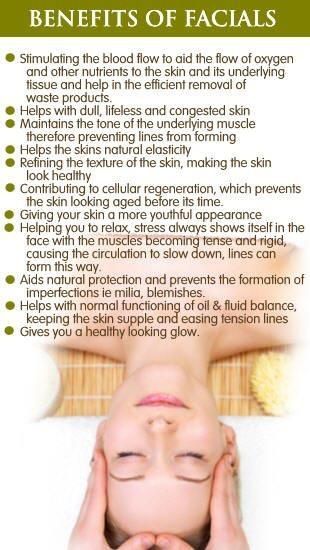 BENEFITS OF FACIALS
Stimulating the blood flow to aid the flow of oxygen
and other nutrients to the skin and its underlying
tissue and help in the efficient removal of
waste products.
Helps with dull, lifeless and congested skin
Maintains the tone of the underlying muscle
therefore preventing lines from forming
Helps the skins natural elasticity
Refining the texture of the skin, making the skin
look healthy
Contributing to cellular regeneration, which prevents
the skin looking aged before its time.
Giving your skin a more youthful appearance
Helping you to relax, stress always shows itself in the
face with the muscles becoming tense and rigid,
causing the circulation to slow down, lines can
form this way.
Aids natural protection and prevents the formation of
imperfections ie milia, blemishes.
Helps with normal functioning of oil & fluid balance,
keeping the skin supple and easing tension lines
Gives you a healthy looking glow.